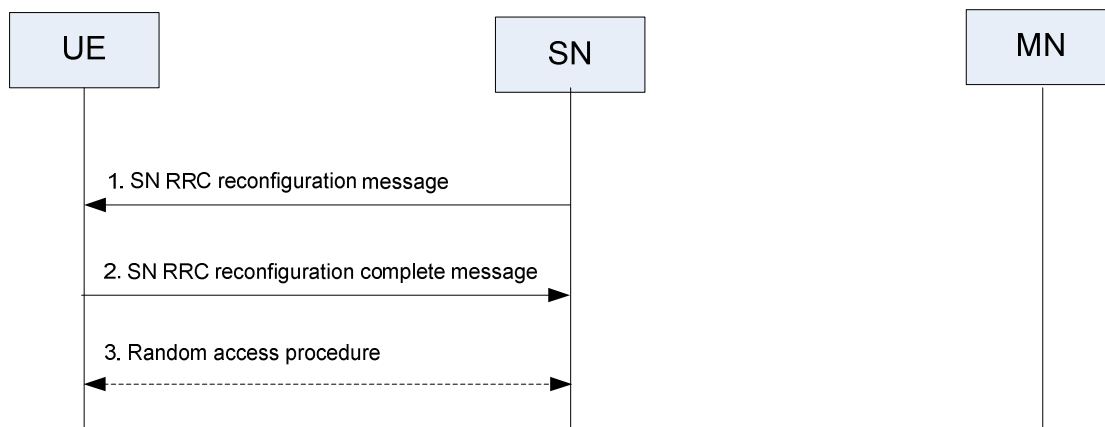 UE
SN
MN
1. SN RRC reconfiguration message
2. SN RRC reconfiguration complete message
3. Random access procedure